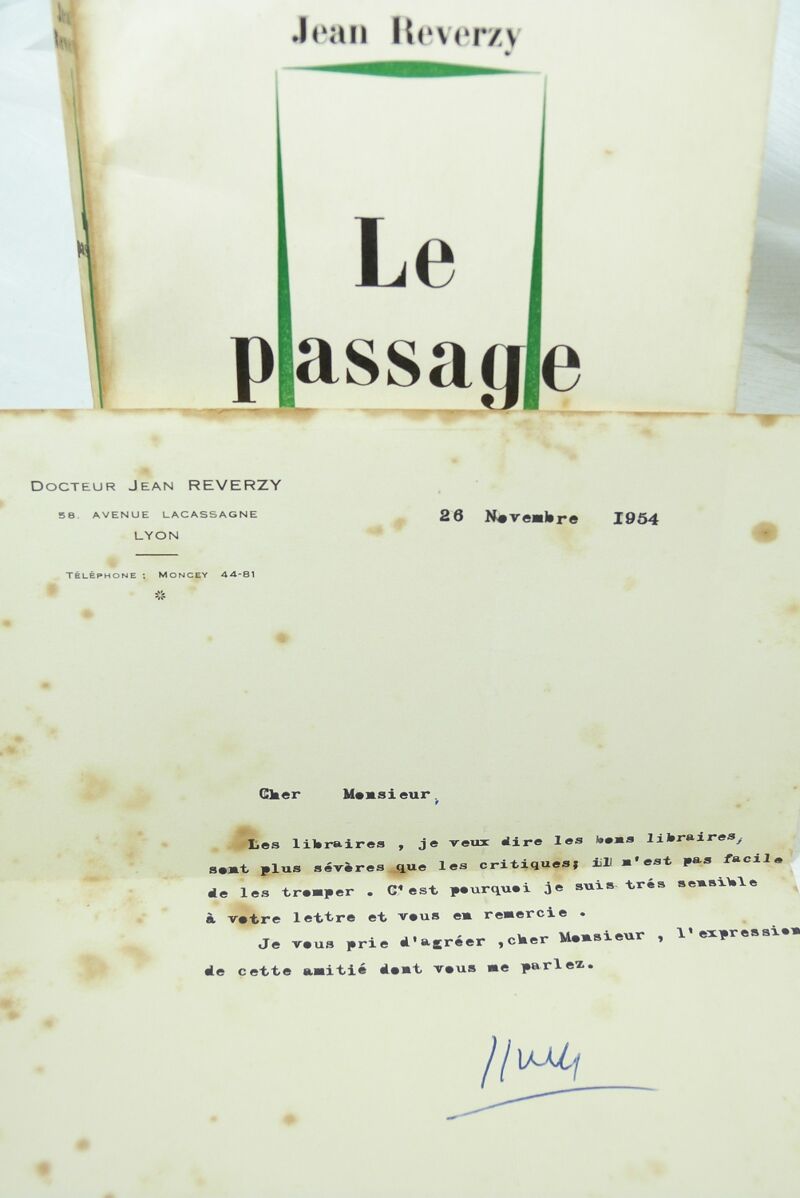 Jean Reverzy
Le
passage
DOCTEUR JEAN REVERZY
58, AVENUE LACASSAGNE
LYON
TÉLÉPHONE : MONCEY 44-81
26 Novembre 1954
Cher Monsieur,
Les libraires , je veux dire les bons libraires,
sont plus sévères que les critiques; il n'est pas facile
de les tromper . C'est pourquoi je suis trés sensible
à votre lettre et vous en remercie .
Je vous prie d'agréer ,cher Monsieur , l'expression
de cette amitié dont vous me parlez.